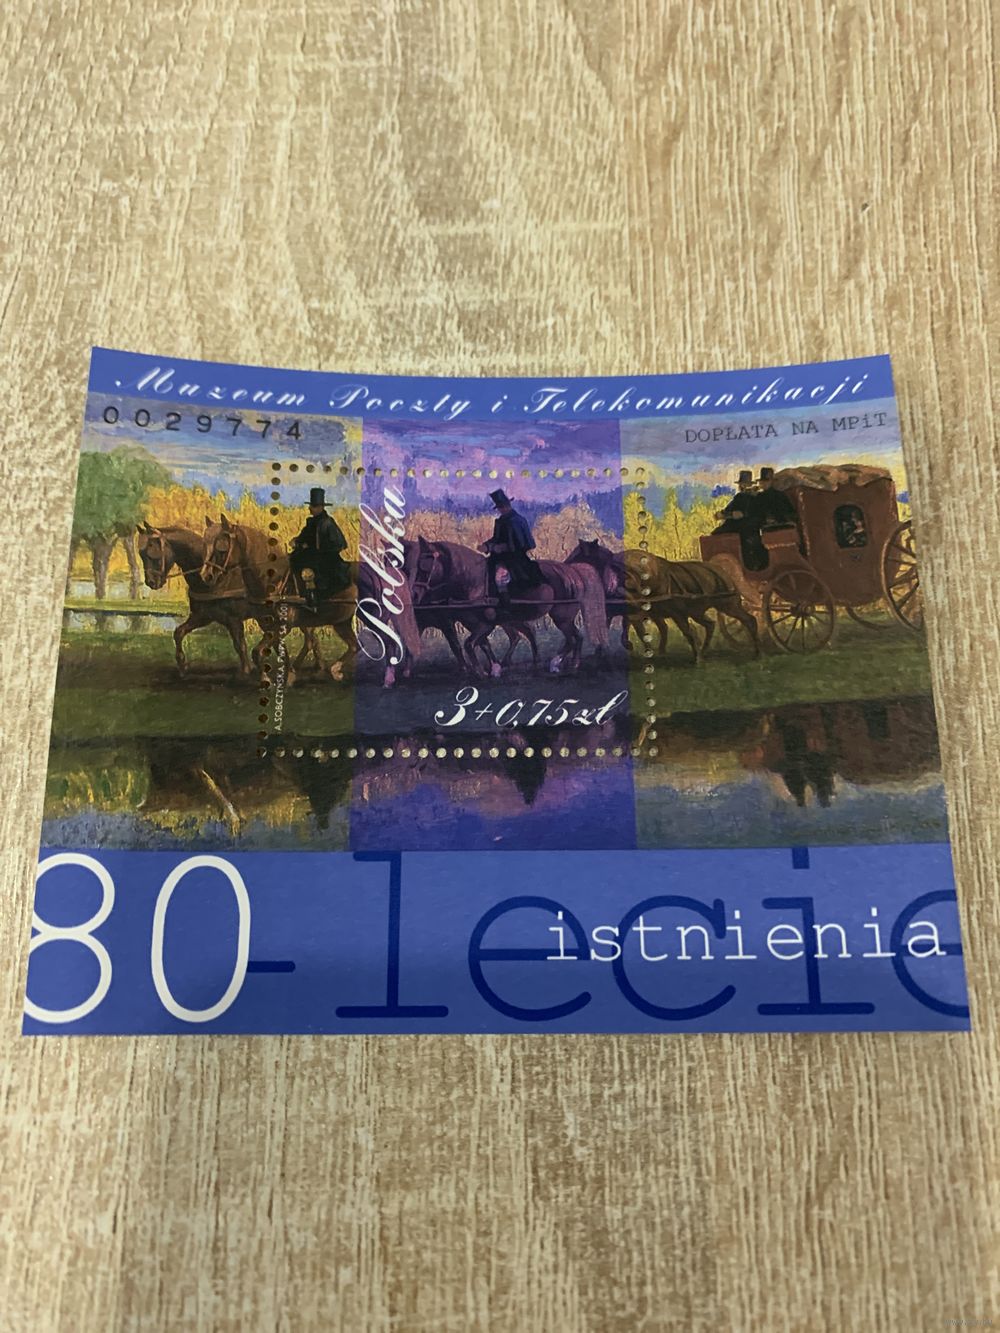 Muzeum Poczty i Telekomunikacji
0029774
DOPŁATA NA MPiT
Polska
3+0,75zł
80-lecie
istnienia